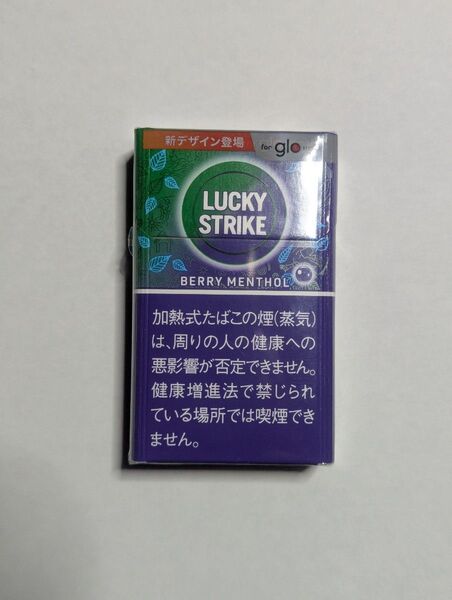 新デザイン登場 for glo
LUCKY
STRIKE
BERRY MENTHOL
加熱式たばこの煙(蒸気)
は、周りの人の健康への
悪影響が否定できません。
健康増進法で禁じられ
ている場所では喫煙でき
ません。